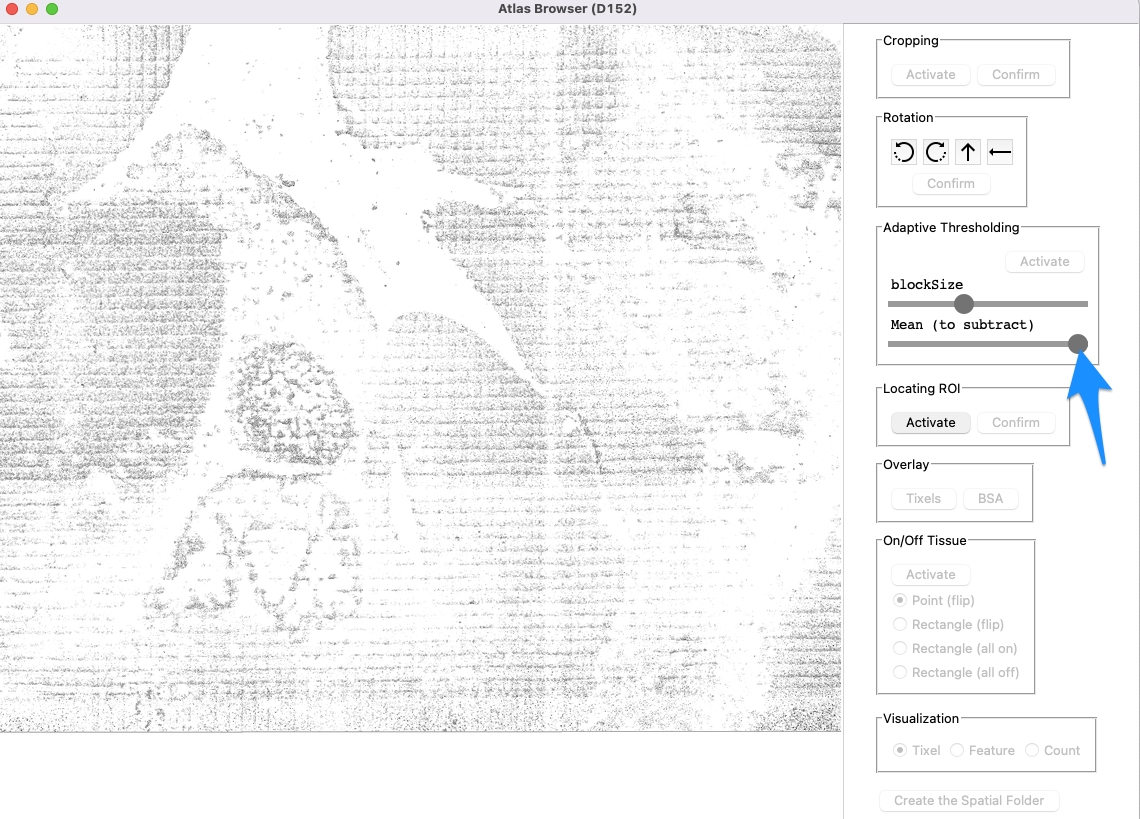 Atlas Browser (D152)
Cropping
Activate Confirm
Rotation
Confirm
Adaptive Thresholding
Activate
blockSize
Mean (to subtract)
Locating ROI
Activate Confirm
Overlay
Tixels BSA
On/Off Tissue
Activate
Point (flip)
Rectangle (flip)
Rectangle (all on)
Rectangle (all off)
Visualization
Tixel Feature Count
Create the Spatial Folder